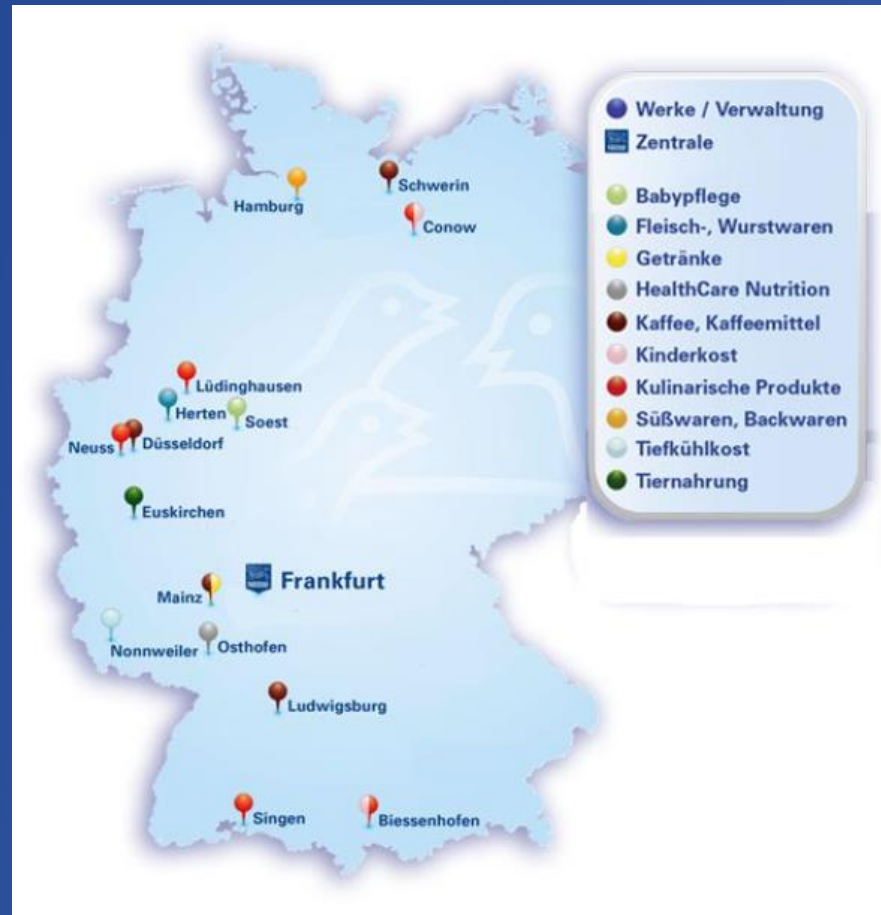 Werke / Verwaltung
Zentrale
Babypflege
Fleisch-, Wurstwaren
Getränke
HealthCare Nutrition
Kaffee, Kaffeemittel
Kinderkost
Kulinarische Produkte
Süßwaren, Backwaren
Tiefkühlkost
Tiernahrung
Schwerin
Hamburg
Conow
Lüdinghausen
Herten
Soest
Neuss
Düsseldorf
Euskirchen
Frankfurt
Mainz
Nonnweiler
Osthofen
Ludwigsburg
Singen
Biessenhofen